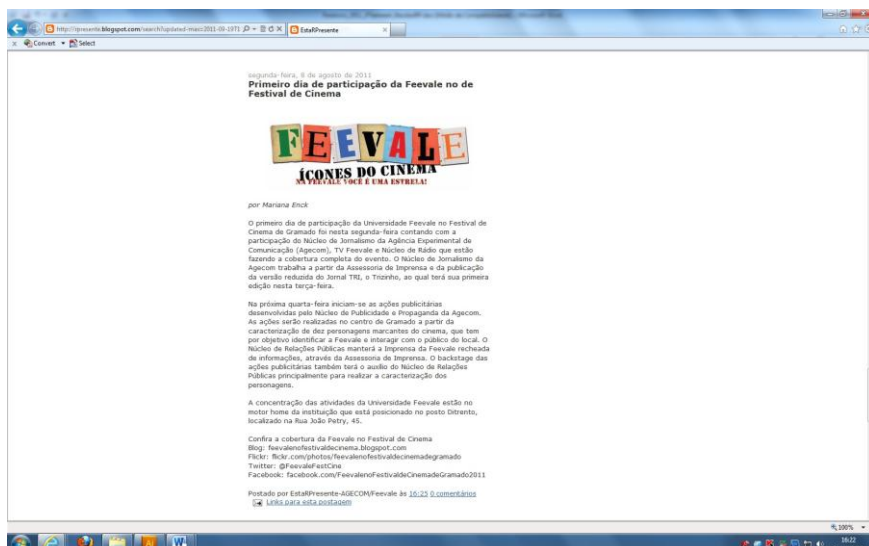 EstaRPresente
x Convert Select
segunda-feira, 8 de agosto de 2011
Primeiro dia de participação da Feevale no de
Festival de Cinema
FEEVALE
ÍCONES DO CINEMA
NA FEEVALE VOCÊ É UMA ESTRELA!
por Mariana Enck
O primeiro dia de participação da Universidade Feevale no Festival de
Cinema de Gramado foi nesta segunda-feira contando com a
participação do Núcleo de Jornalismo da Agência Experimental de
Comunicação (Agecom), TV Feevale e Núcleo de Rádio que estão
fazendo a cobertura completa do evento. O Núcleo de Jornalismo da
Agecom trabalha a partir da Assessoria de Imprensa e da publicação
da versão reduzida do Jornal TRI, o Trizinho, ao qual terá sua primeira
edição nesta terça-feira.
Na próxima quarta-feira iniciam-se as ações publicitárias
desenvolvidas pelo Núcleo de Publicidade e Propaganda da Agecom.
As ações serão realizadas no centro de Gramado a partir da
caracterização de dez personagens marcantes do cinema, que tem
por objetivo identificar a Feevale e interagir com o público do local. O
Núcleo de Relações Públicas manterá a Imprensa da Feevale recheada
de informações, através da Assessoria de Imprensa. O backstage das
ações publicitárias também terá o auxílio do Núcleo de Relações
Públicas principalmente para realizar a caracterização dos
personagens.
A concentração das atividades da Universidade Feevale estão no
motor home da instituição que está posicionado no posto Ditrento,
localizado na Rua João Petry, 45.
Confira a cobertura da Feevale no Festival de Cinema
Blog: feevalenofestivaldecinema.blogspot.com
Flickr: flickr.com/photos/feevalenofestivaldecinemadegramado
Twitter: @FeevaleFestCine
Facebook: facebook.com/FeevalenoFestivaldeCinemadeGramado2011
Postado por EstaRPresente-AGECOM/Feevale às 16:25 0 comentários
Links para esta postagem
100%
16:22